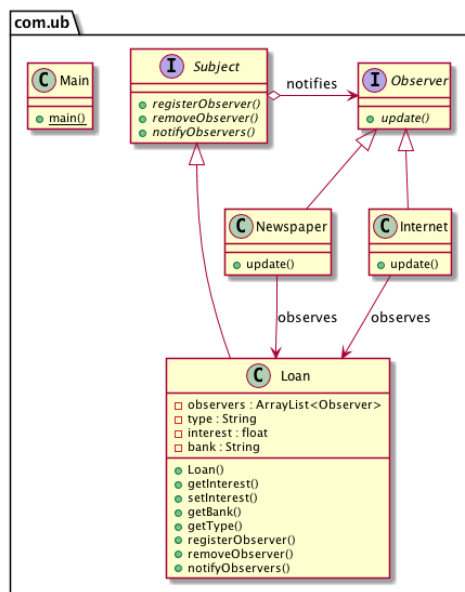 com.ub
C Main
main()
I Subject
registerObserver()
removeObserver()
notifyObservers()
notifies
I Observer
update()
C Newspaper
update()
C Internet
update()
observes
observes
C Loan
observers : ArrayList<Observer>
type : String
interest : float
bank : String
Loan()
getInterest()
setInterest()
getBank()
getType()
registerObserver()
removeObserver()
notifyObservers()